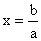 x = b/a